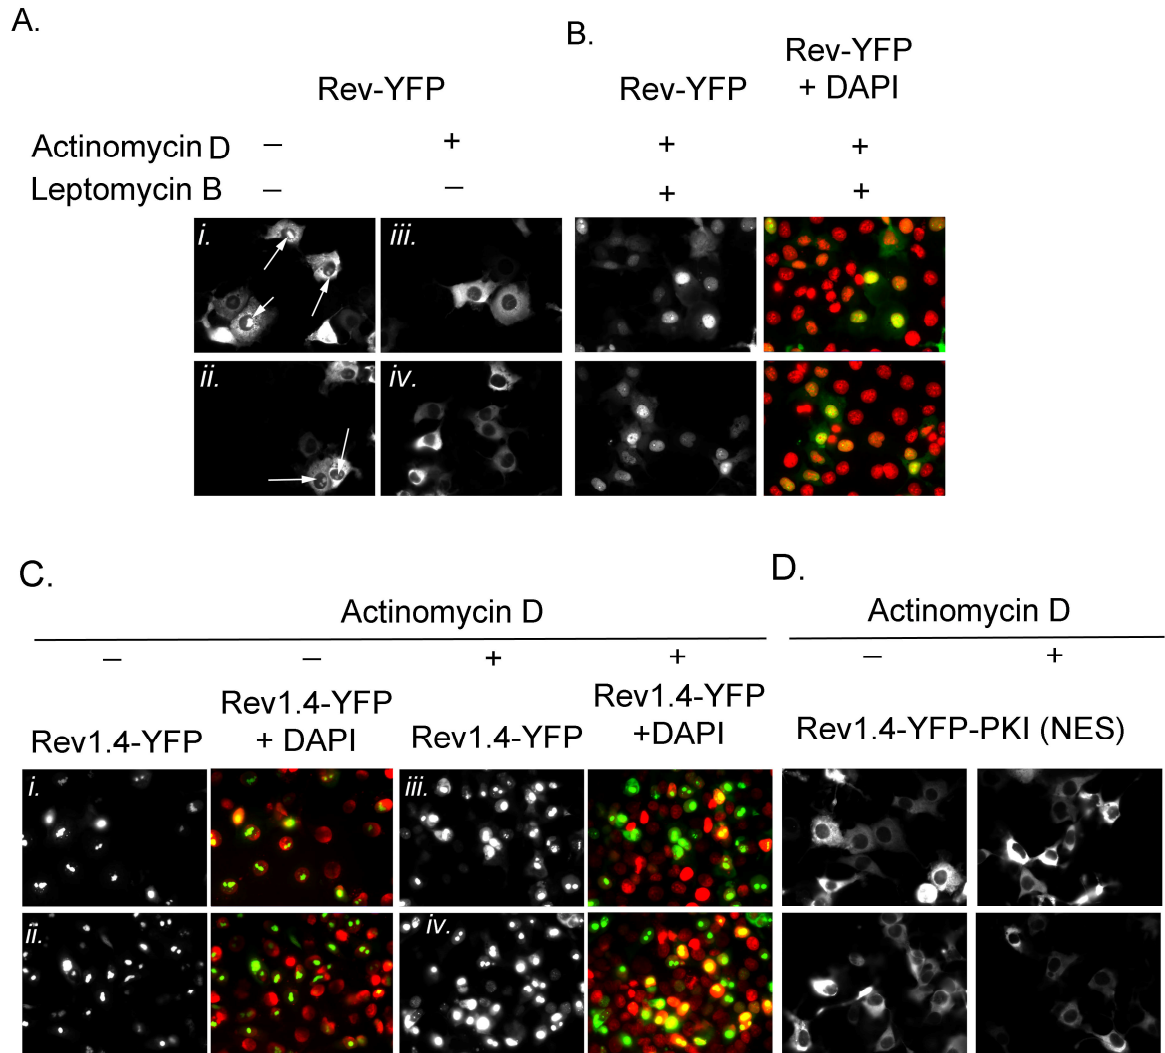 A.
B.
Rev-YFP
Rev-YFP
Rev-YFP
+ DAPI
Actinomycin D – + + +
Leptomycin B – – + +
i.
iii.
ii.
iv.
C.
D.
Actinomycin D
Actinomycin D
– – + +
– +
Rev1.4-YFP
Rev1.4-YFP
+ DAPI
Rev1.4-YFP
Rev1.4-YFP
+DAPI
Rev1.4-YFP-PKI (NES)
i.
iii.
ii.
iv.